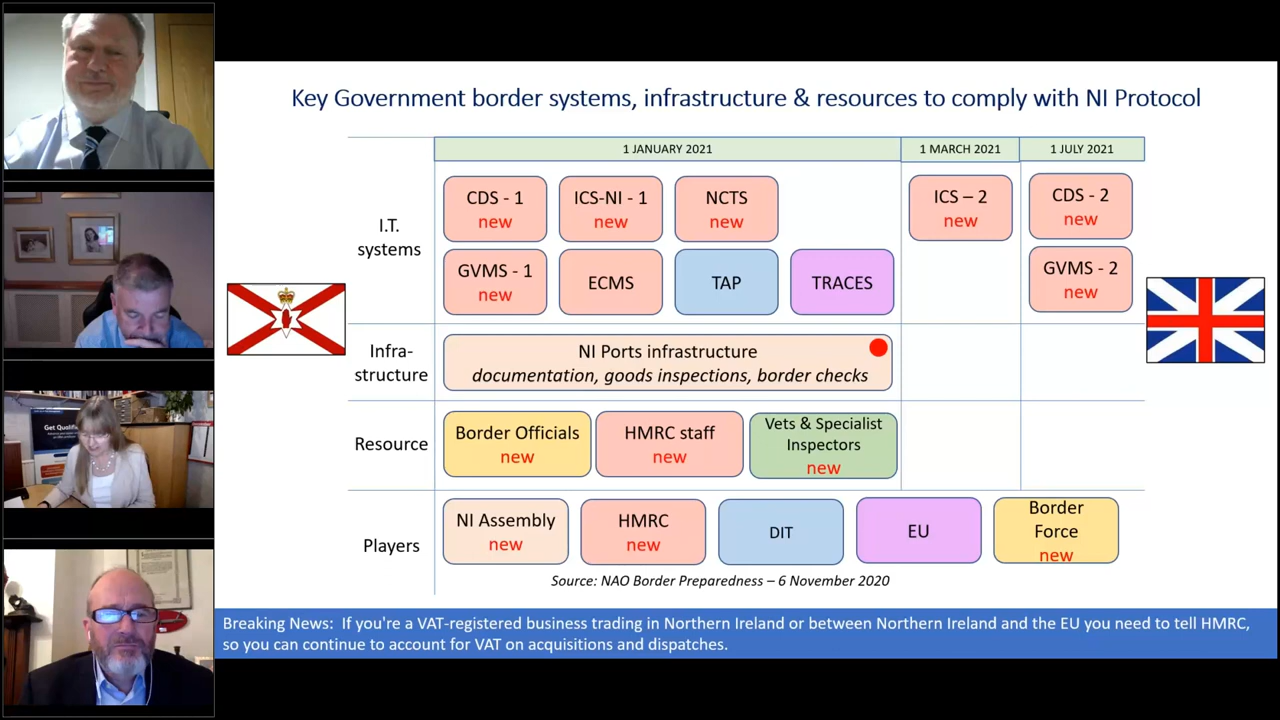 Key Government border systems, infrastructure & resources to comply with NI Protocol
1 JANUARY 2021
1 MARCH 2021
1 JULY 2021
I.T.
systems
CDS - 1
new
ICS-NI - 1
new
NCTS
new
ICS – 2
new
CDS - 2
new
GVMS - 1
new
ECMS
TAP
TRACES
GVMS - 2
new
Infra-
structure
NI Ports infrastructure
documentation, goods inspections, border checks
Resource
Border Officials
new
HMRC staff
new
Vets & Specialist
Inspectors
new
Players
NI Assembly
new
HMRC
new
DIT
EU
Border
Force
new
Source: NAO Border Preparedness – 6 November 2020
Breaking News: If you're a VAT-registered business trading in Northern Ireland or between Northern Ireland and the EU you need to tell HMRC,
so you can continue to account for VAT on acquisitions and dispatches.
Get Qualif